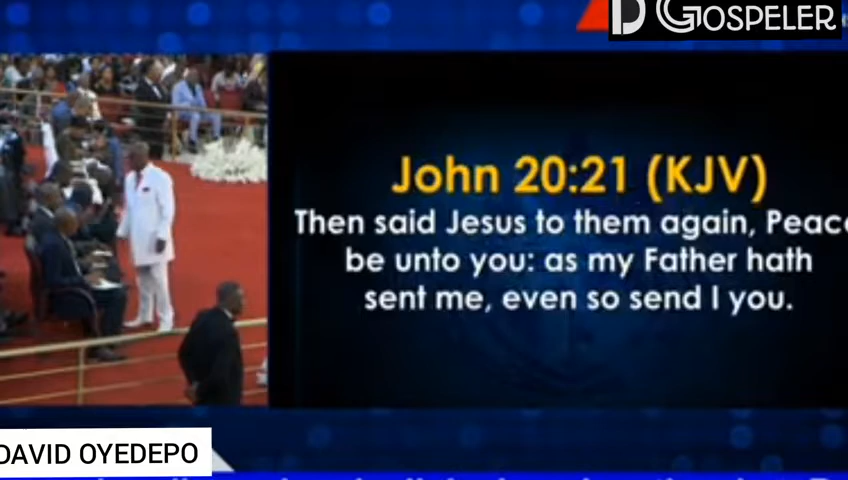 D GOSPELER
John 20:21 (KJV)
Then said Jesus to them again, Peace
be unto you: as my Father hath
sent me, even so send I you.
DAVID OYEDEPO